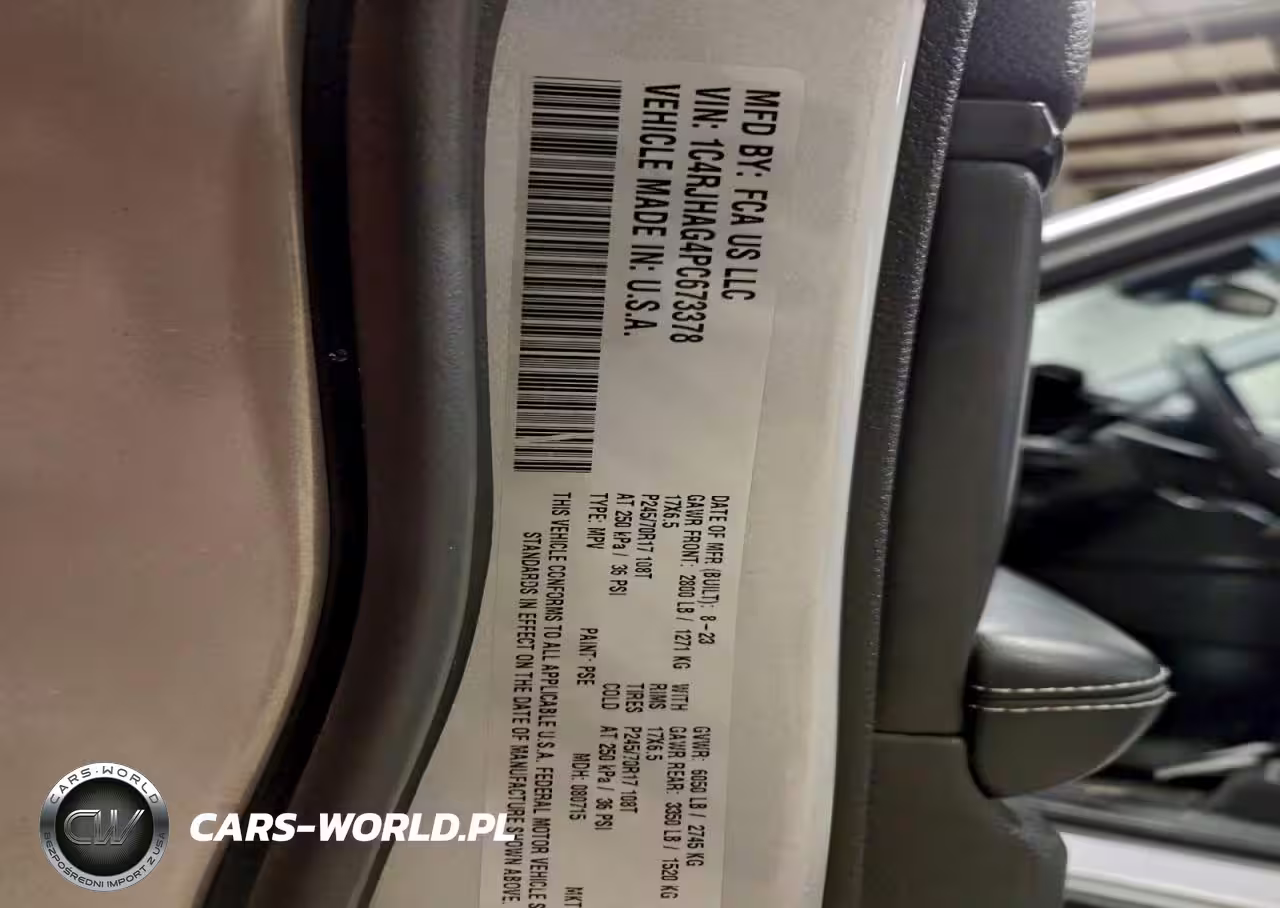 MFD BY: FCA US LLC
VIN: 1C4RJHAG4PC673378
VEHICLE MADE IN: U.S.A.
DATE OF MFR. (BUILT): 8-23 GVWR: 6050 LB / 2745 KG
GAWR FRONT: 2800 LB / 1271 KG WITH GAWR REAR: 3350 LB / 1520 KG
17X6.5 RIMS 17X6.5
P245/70R17 108T TIRES P245/70R17 108T
AT 250 kPa / 36 PSI COLD AT 250 kPa / 36 PSI
TYPE: MPV PAINT: PSE MDH: 080715 MKT
THIS VEHICLE CONFORMS TO ALL APPLICABLE U.S.A. FEDERAL MOTOR VEHICLE S
STANDARDS IN EFFECT ON THE DATE OF MANUFACTURE SHOWN ABOVE.
CARS-WORLD
CW
BEZPOŚREDNI IMPORT Z USA
CARS-WORLD.PL